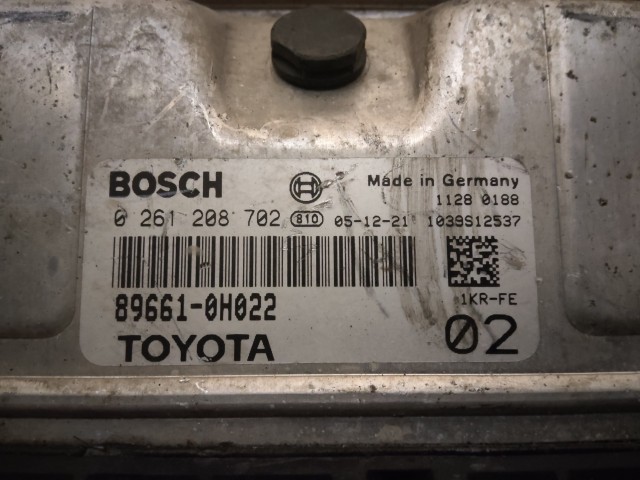 BOSCH Made in Germany
1128 0188
0 261 208 702 810 05-12-21 1039S12537
89661-0H022 1KR-FE
TOYOTA 02